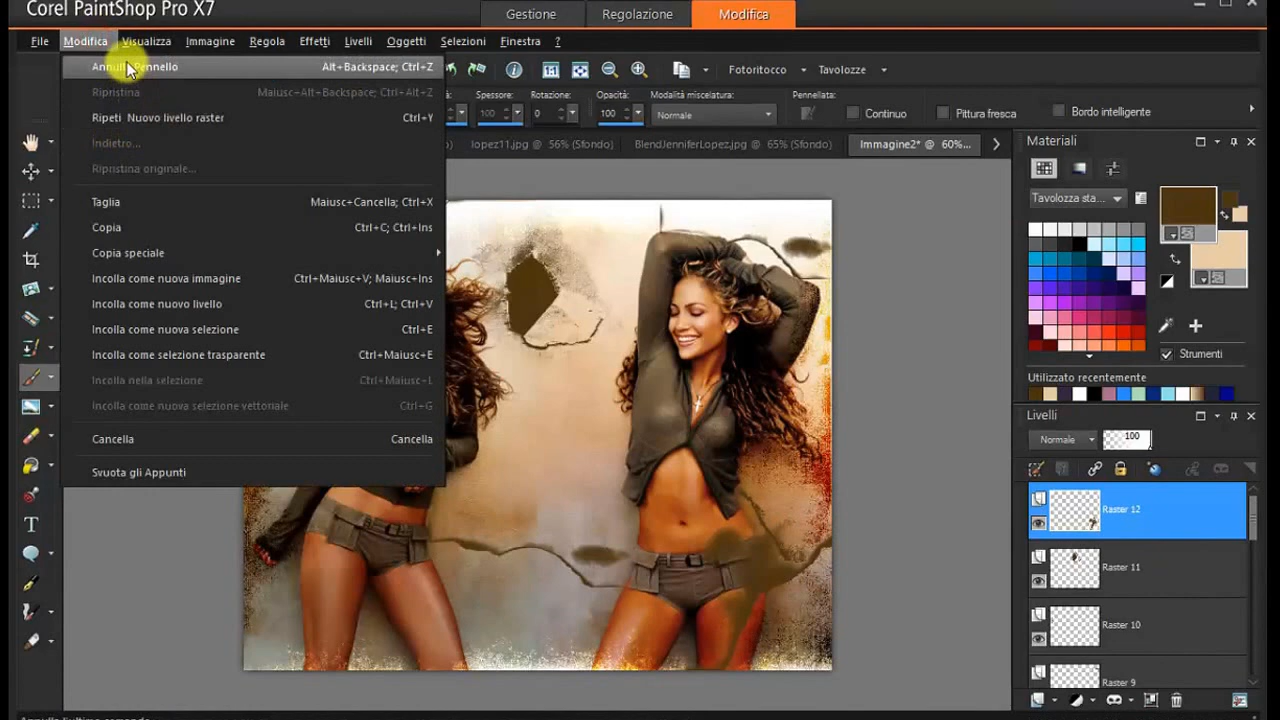 Corel PaintShop Pro X7
Gestione
Regolazione
Modifica
File Modifica Visualizza Immagine Regola Effetti Livelli Oggetti Selezioni Finestra ?
Annulla Pennello Alt+Backspace; Ctrl+Z
Ripristina Maiusc+Alt+Backspace; Ctrl+Alt+Z
Ripeti Nuovo livello raster Ctrl+Y
Indietro...
Ripristina originale...
Taglia Maiusc+Cancella; Ctrl+X
Copia Ctrl+C; Ctrl+Ins
Copia speciale
Incolla come nuova immagine Ctrl+Maiusc+V; Maiusc+Ins
Incolla come nuovo livello Ctrl+L; Ctrl+V
Incolla come nuova selezione Ctrl+E
Incolla come selezione trasparente Ctrl+Maiusc+E
Incolla nella selezione Ctrl+Maiusc+L
Incolla come nuova selezione vettoriale Ctrl+G
Cancella Cancella
Svuota gli Appunti
Fotoritocco Tavolozze
Spessore: Rotazione: Opacità: Modalità miscelatura: Pennellata:
100 0 100 Normale Continuo Pittura fresca Bordo intelligente
lopez11.jpg @ 56% (Sfondo) BlendJenniferLopez.jpg @ 65% (Sfondo) Immagine2* @ 60%...
Materiali
Tavolozza sta...
Strumenti
Utilizzato recentemente
Livelli
Normale 100
Raster 12
Raster 11
Raster 10
Raster 9